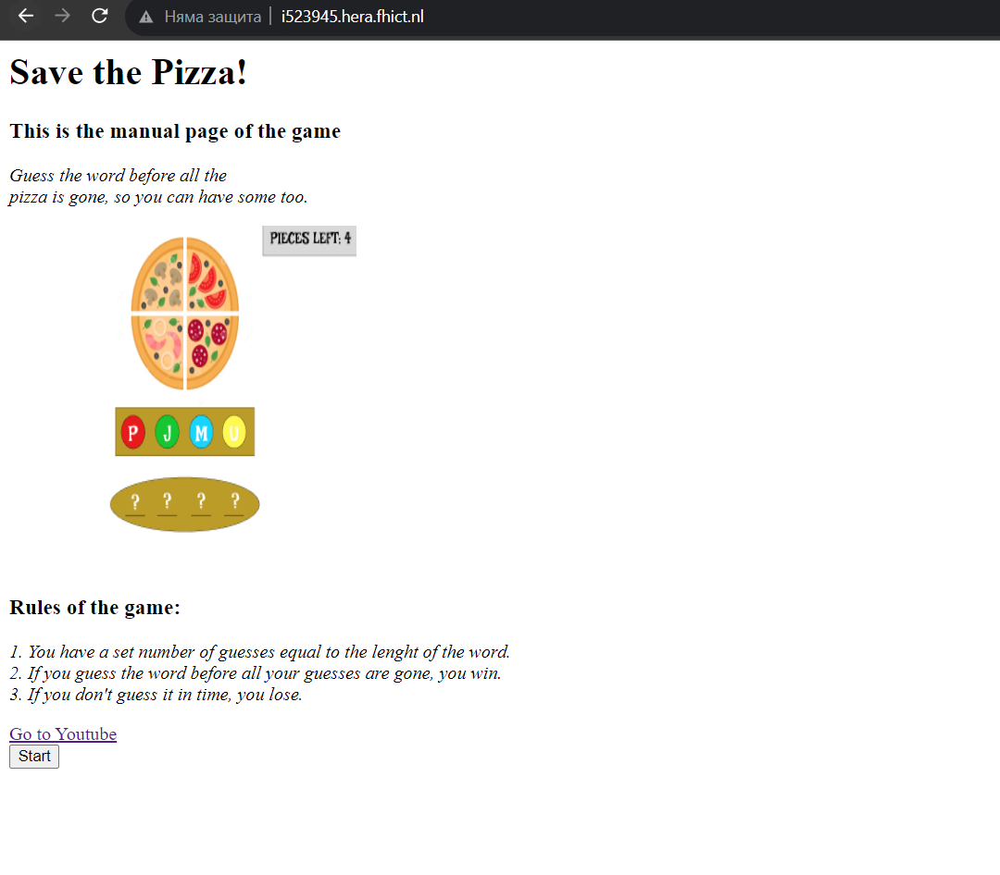 Няма защита i523945.hera.fhict.nl
Save the Pizza!
This is the manual page of the game
Guess the word before all the
pizza is gone, so you can have some too.
PIECES LEFT: 4
P J M U
? ? ? ?
Rules of the game:
1. You have a set number of guesses equal to the lenght of the word.
2. If you guess the word before all your guesses are gone, you win.
3. If you don't guess it in time, you lose.
Go to Youtube
Start